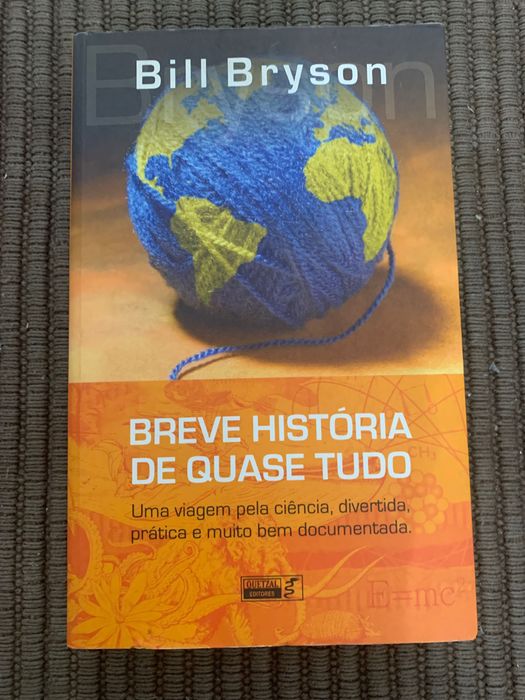 Bill Bryson
BREVE HISTÓRIA
DE QUASE TUDO
Uma viagem pela ciência, divertida,
prática e muito bem documentada.
QUETZAL
EDITORES
E=mc²